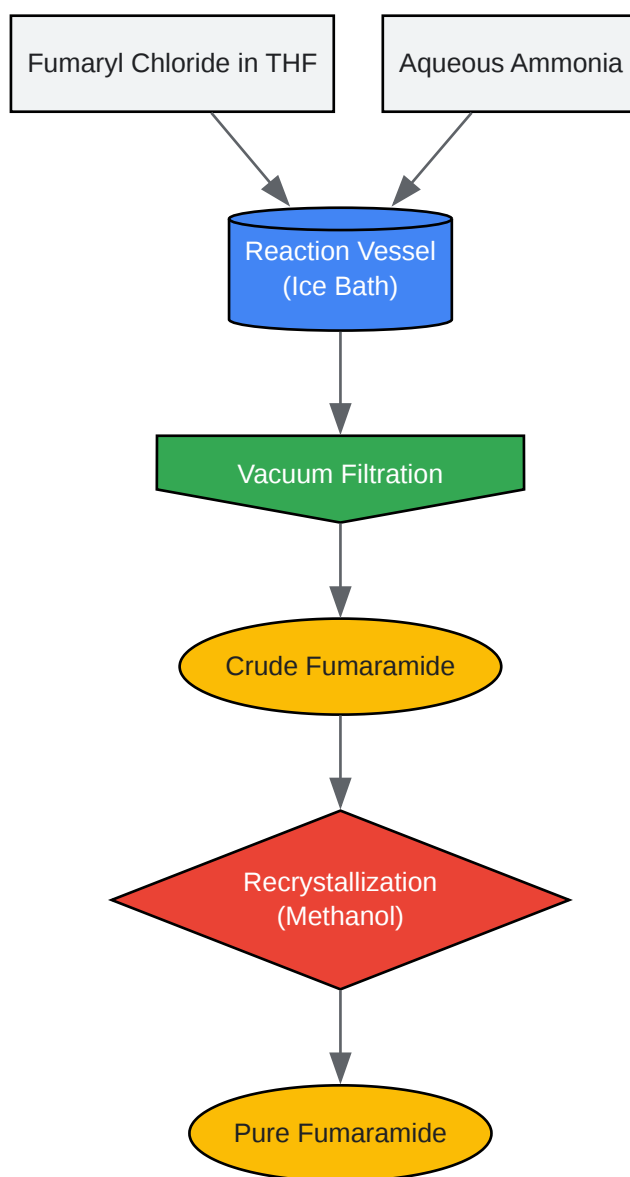 Fumaryl Chloride in THF
Aqueous Ammonia
Reaction Vessel
(Ice Bath)
Vacuum Filtration
Crude Fumaramide
Recrystallization
(Methanol)
Pure Fumaramide